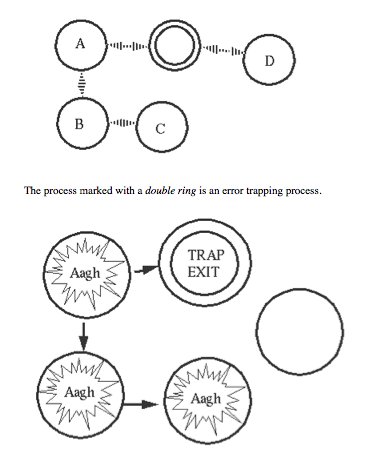 A
D
B
C
The process marked with a double ring is an error trapping process.
Aagh
TRAP
EXIT
Aagh
Aagh